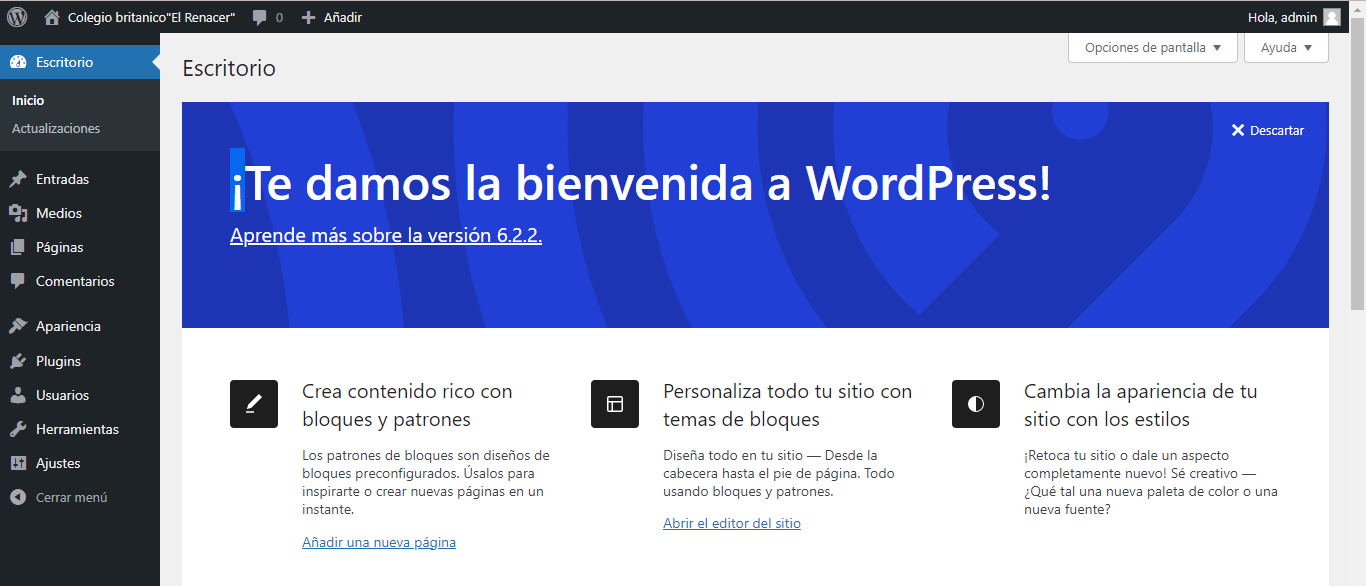 Colegio britanico"El Renacer" 0 Añadir Hola, admin
Escritorio
Inicio
Actualizaciones
Entradas
Medios
Páginas
Comentarios
Apariencia
Plugins
Usuarios
Herramientas
Ajustes
Cerrar menú
Opciones de pantalla ▼ Ayuda ▼
Escritorio
Descartar
¡Te damos la bienvenida a WordPress!
Aprende más sobre la versión 6.2.2.
Crea contenido rico con
bloques y patrones
Los patrones de bloques son diseños de
bloques preconfigurados. Úsalos para
inspirarte o crear nuevas páginas en un
instante.
Añadir una nueva página
Personaliza todo tu sitio con
temas de bloques
Diseña todo en tu sitio — Desde la
cabecera hasta el pie de página. Todo
usando bloques y patrones.
Abrir el editor del sitio
Cambia la apariencia de tu
sitio con los estilos
¡Retoca tu sitio o dale un aspecto
completamente nuevo! Sé creativo —
¿Qué tal una nueva paleta de color o una
nueva fuente?